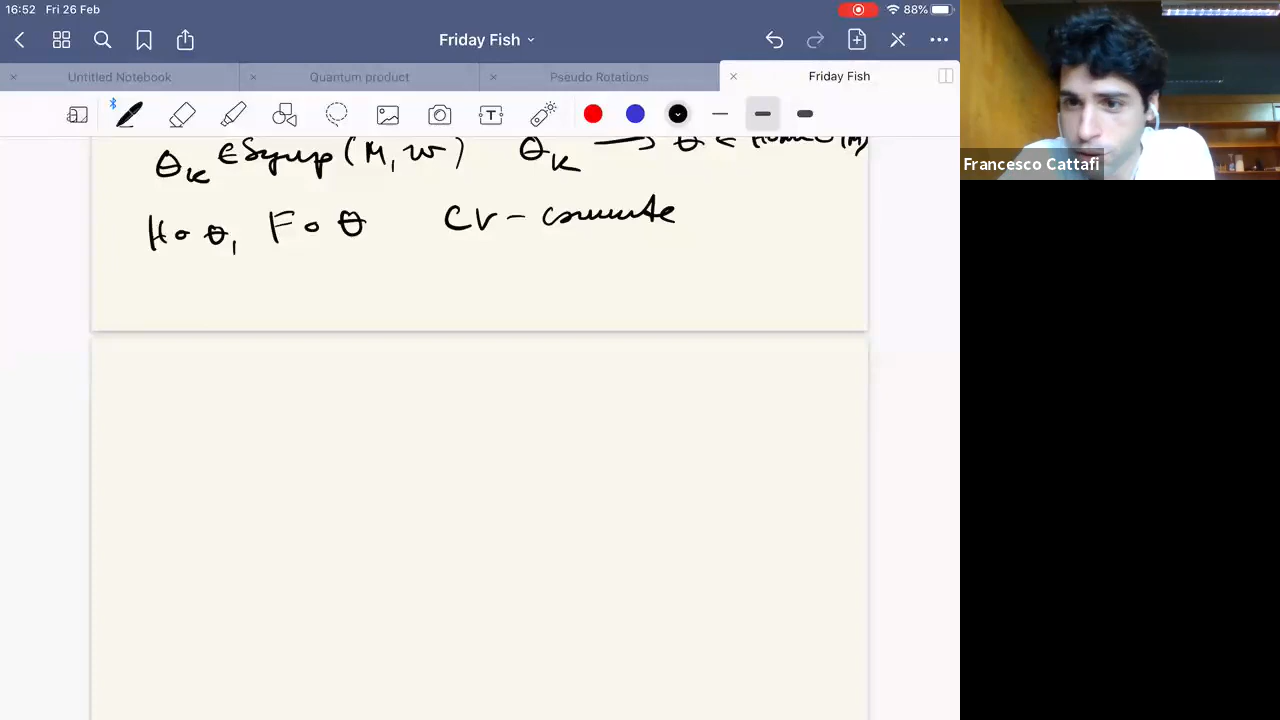 16:52 Fri 26 Feb 88%
Friday Fish
Untitled Notebook Quantum product Pseudo Rotations Friday Fish
θ_K ∈ Symp (M, ω) θ_K → θ ∈
H∘θ, F∘θ CV - commute
Francesco Cattafi